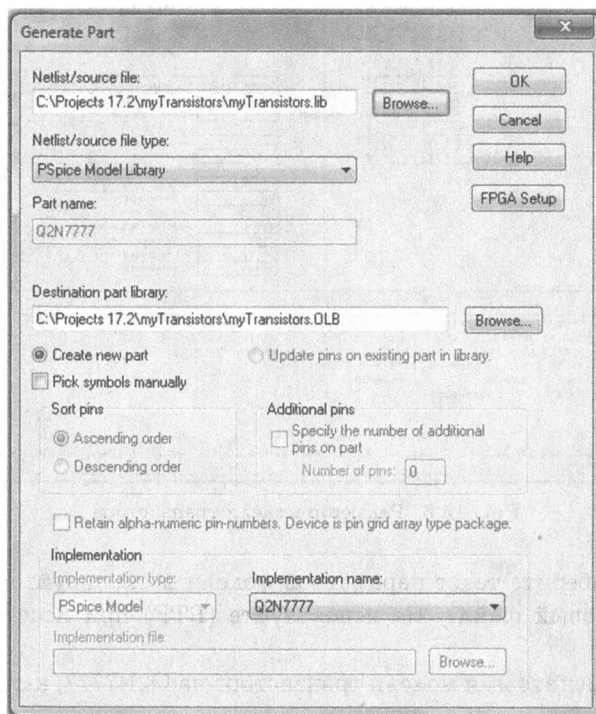 Generate Part
Netlist/source file:
C:\Projects 17.2\myTransistors\myTransistors.lib
Browse...
OK
Cancel
Netlist/source file type:
PSpice Model Library
Help
Part name:
FPGA Setup
Q2N7777
Destination part library:
C:\Projects 17.2\myTransistors\myTransistors.OLB
Browse...
Create new part
Update pins on existing part in library.
Pick symbols manually
Sort pins
Additional pins
Ascending order
Specify the number of additional
pins on part
Descending order
Number of pins: 0
Retain alpha-numeric pin-numbers. Device is pin grid array type package.
Implementation
Implementation type:
Implementation name:
PSpice Model
Q2N7777
Implementation file:
Browse...